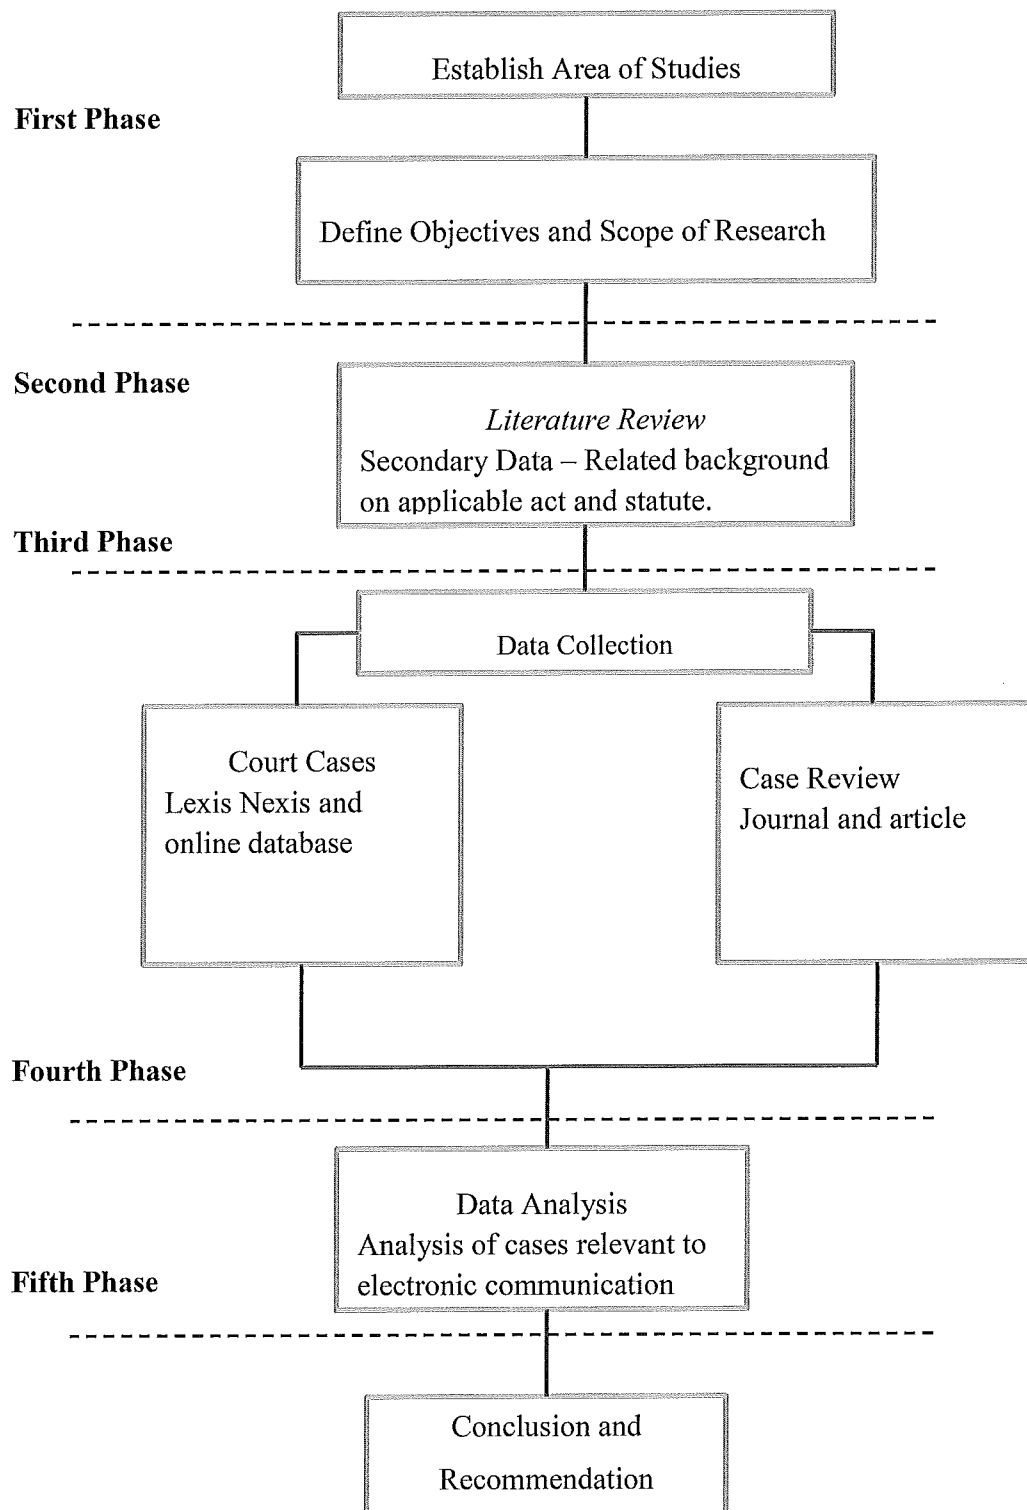 Establish Area of Studies
First Phase
Define Objectives and Scope of Research
Second Phase
Literature Review
Secondary Data – Related background
on applicable act and statute.
Third Phase
Data Collection
Court Cases
Lexis Nexis and
online database
Case Review
Journal and article
Fourth Phase
Data Analysis
Analysis of cases relevant to
electronic communication
Fifth Phase
Conclusion and
Recommendation